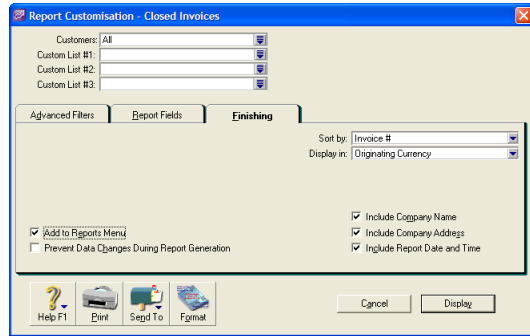 Report Customisation - Closed Invoices
Customers: All
Custom List #1:
Custom List #2:
Custom List #3:
Advanced Filters Report Fields Finishing
Sort by: Invoice #
Display in: Originating Currency
Include Company Name
Add to Reports Menu Include Company Address
Prevent Data Changes During Report Generation Include Report Date and Time
Help F1 Print Send To Format Cancel Display